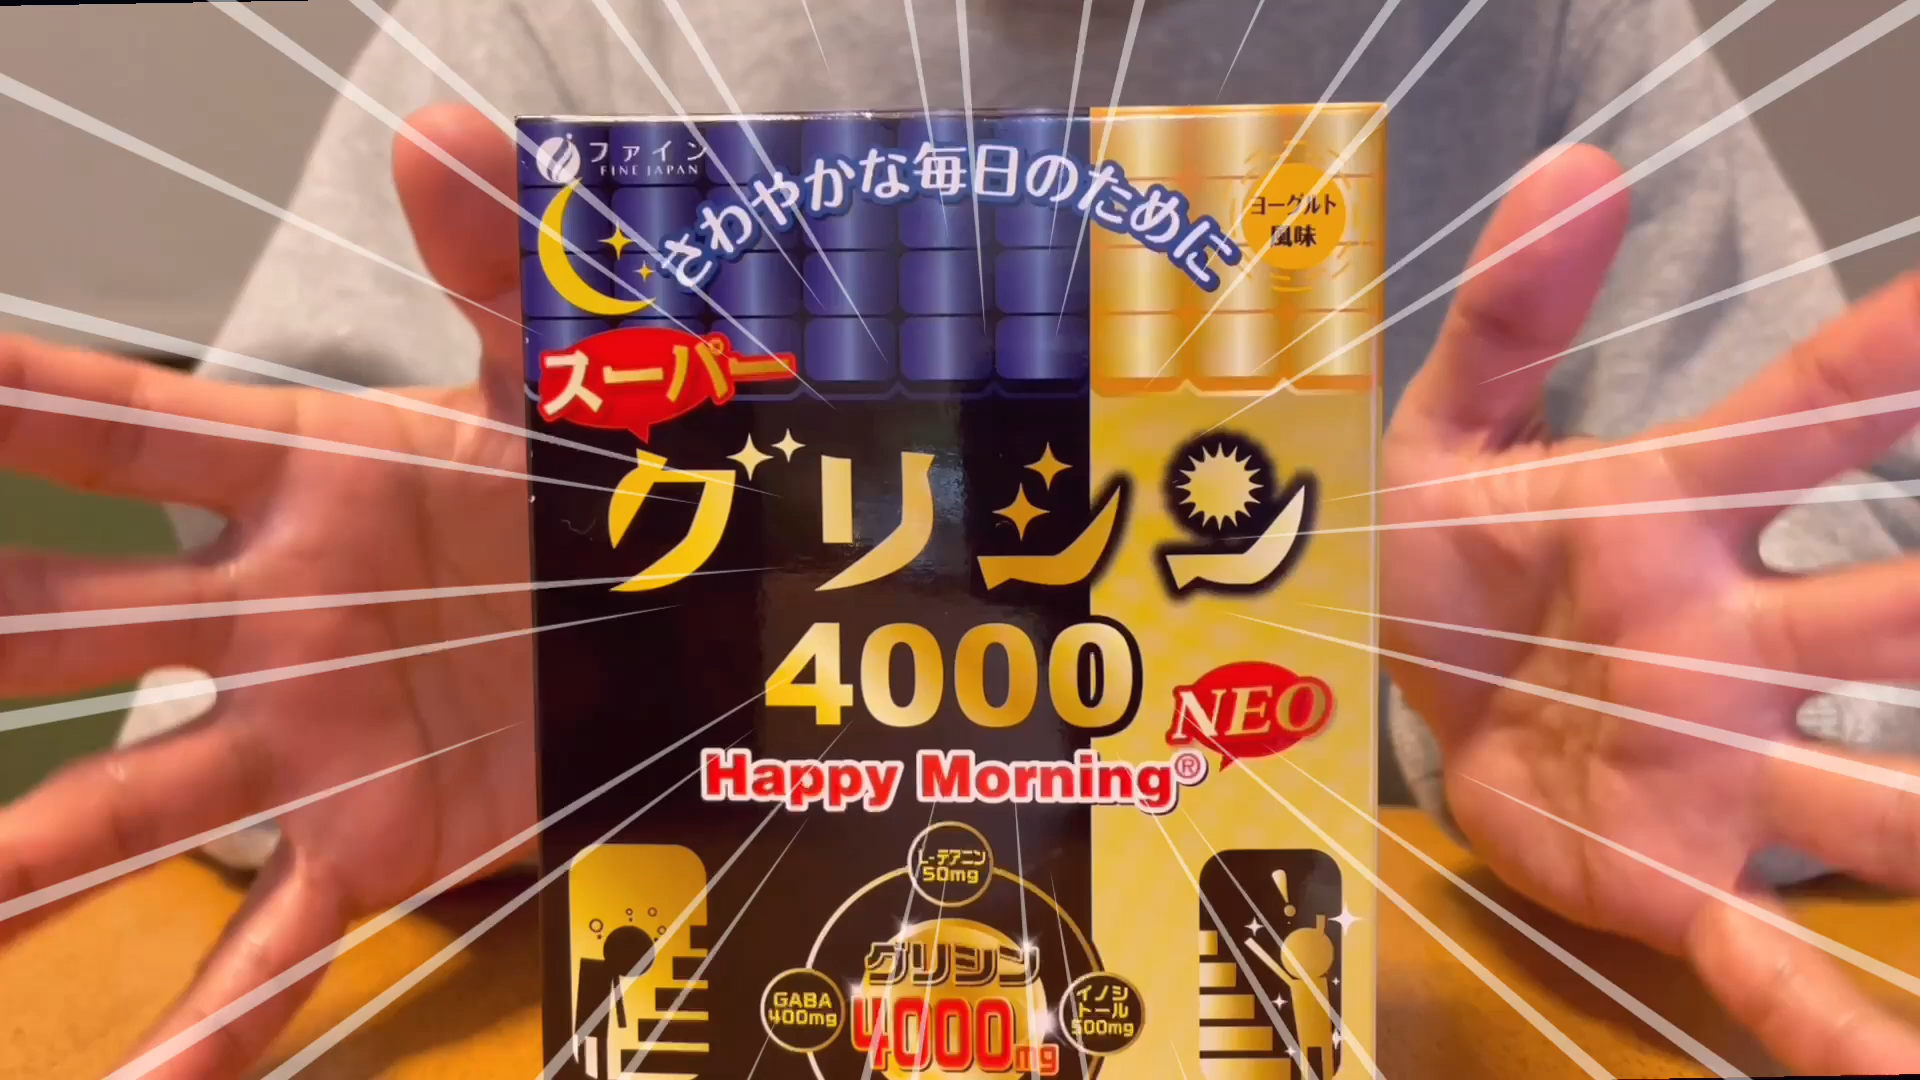 ファイン
FINE JAPAN
さわやかな毎日のために
ヨーグルト
風味
スーパー
グリシン
4000
NEO
Happy Morning®
L-テアニン
50mg
グリシン
4000mg
GABA
400mg
イノシ
トール
500mg